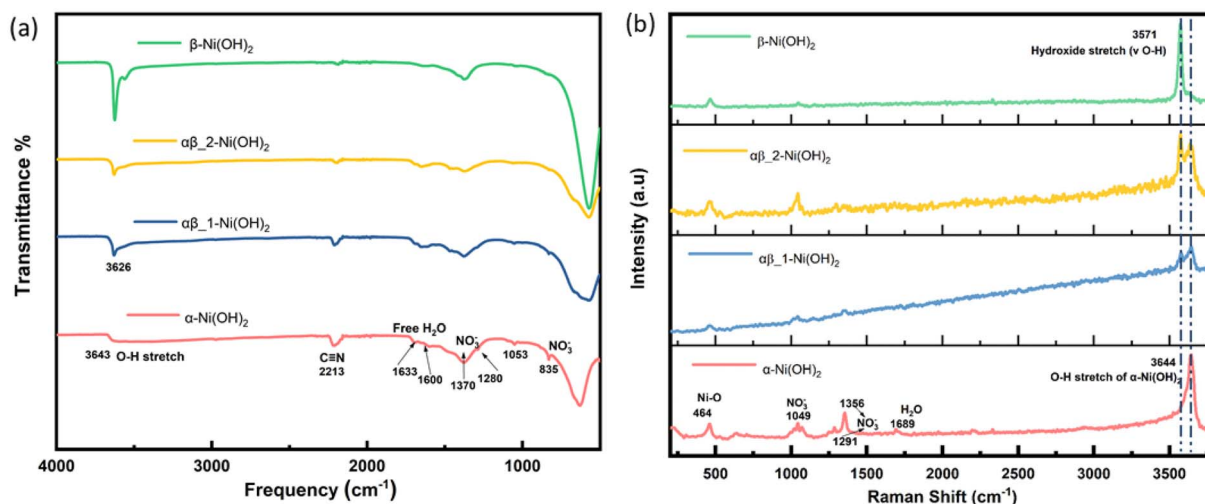 (a)
Transmittance %
β-Ni(OH)2
αβ_2-Ni(OH)2
αβ_1-Ni(OH)2
3626
α-Ni(OH)2
3643 O-H stretch
C≡N
2213
Free H2O
1633
1600
NO3-
1370
1280
1053
NO3-
835
4000 3000 2000 1000
Frequency (cm-1)
(b)
Intensity (a.u)
β-Ni(OH)2
3571
Hydroxide stretch (v O-H)
αβ_2-Ni(OH)2
αβ_1-Ni(OH)2
α-Ni(OH)2
3644
O-H stretch of α-Ni(OH)2
Ni-O
464
NO3-
1049
1356
NO3-
1291
H2O
1689
500 1000 1500 2000 2500 3000 3500
Raman Shift (cm-1)